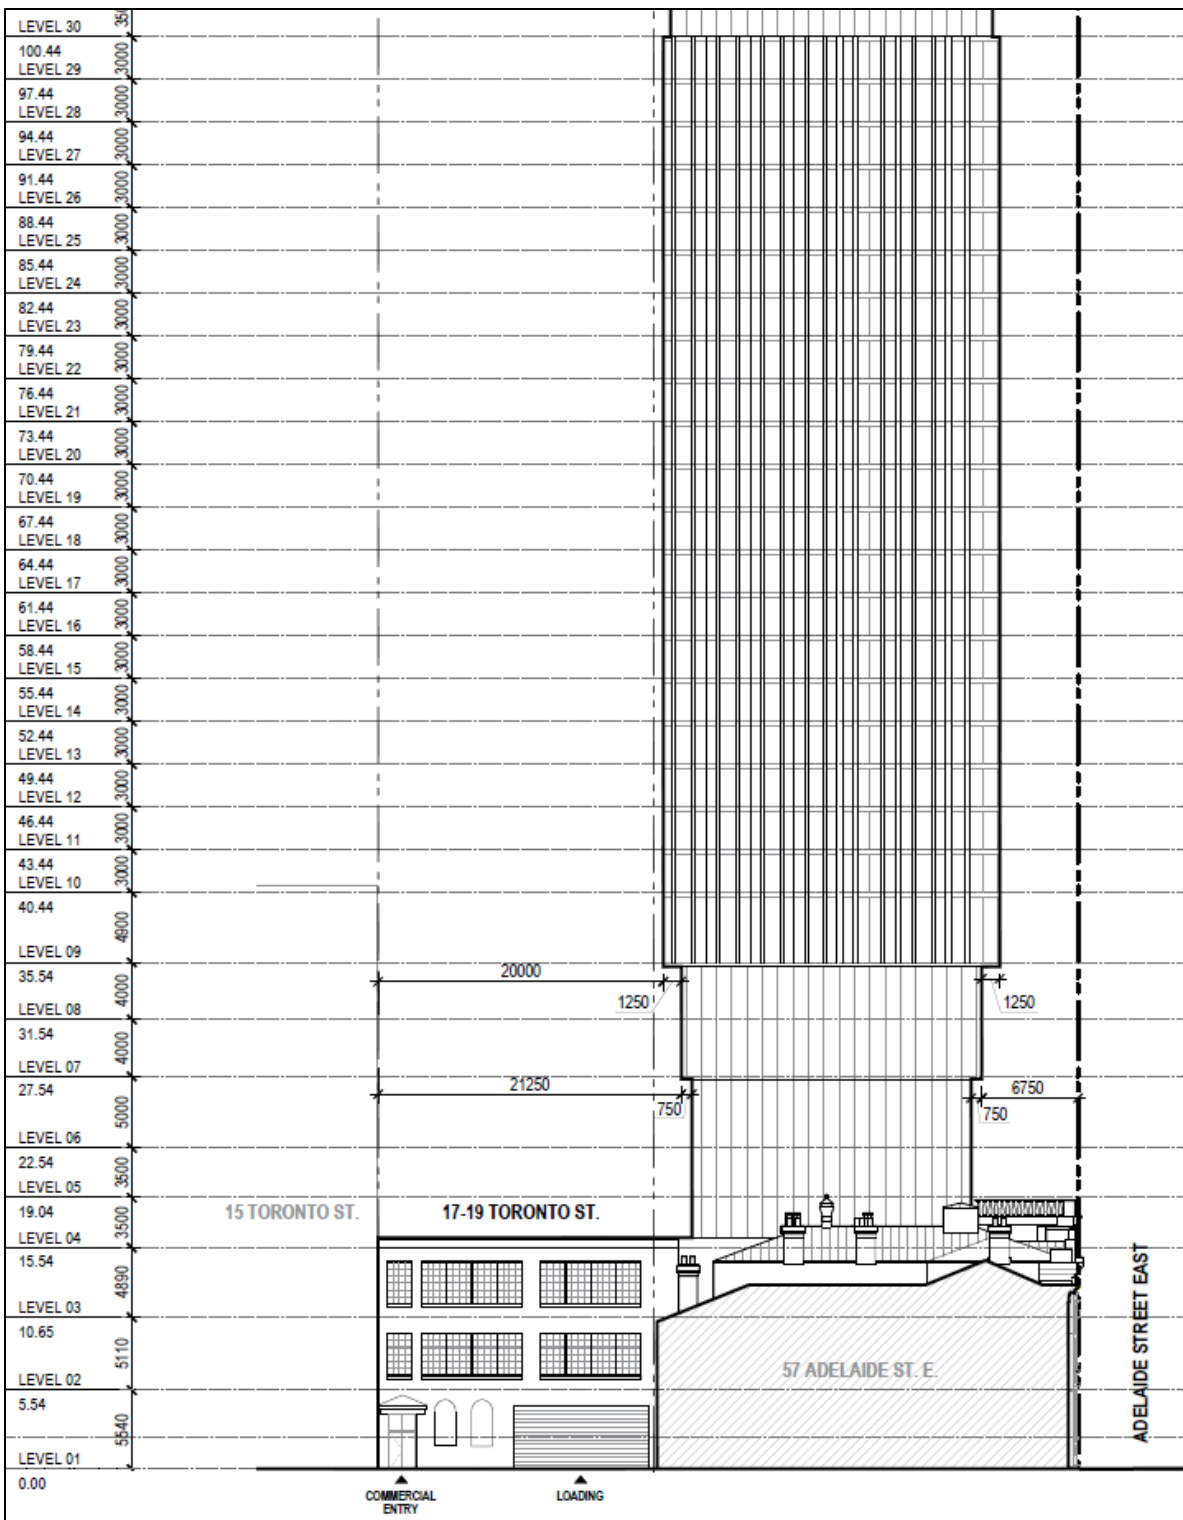 LEVEL 30
350
100.44
LEVEL 29
3000
97.44
LEVEL 28
3000
94.44
LEVEL 27
3000
91.44
LEVEL 26
3000
88.44
LEVEL 25
3000
85.44
LEVEL 24
3000
82.44
LEVEL 23
3000
79.44
LEVEL 22
3000
76.44
LEVEL 21
3000
73.44
LEVEL 20
3000
70.44
LEVEL 19
3000
67.44
LEVEL 18
3000
64.44
LEVEL 17
3000
61.44
LEVEL 16
3000
58.44
LEVEL 15
3000
55.44
LEVEL 14
3000
52.44
LEVEL 13
3000
49.44
LEVEL 12
3000
46.44
LEVEL 11
3000
43.44
LEVEL 10
3000
40.44
LEVEL 09
4900
35.54
LEVEL 08
4000
20000
1250
1250
31.54
LEVEL 07
4000
27.54
LEVEL 06
5000
21250
750
750
6750
22.54
LEVEL 05
3500
19.04
LEVEL 04
3500
15 TORONTO ST.
17-19 TORONTO ST.
15.54
LEVEL 03
4890
10.65
LEVEL 02
5110
57 ADELAIDE ST. E.
ADELAIDE STREET EAST
5.54
LEVEL 01
5540
0.00
COMMERCIAL
ENTRY
LOADING